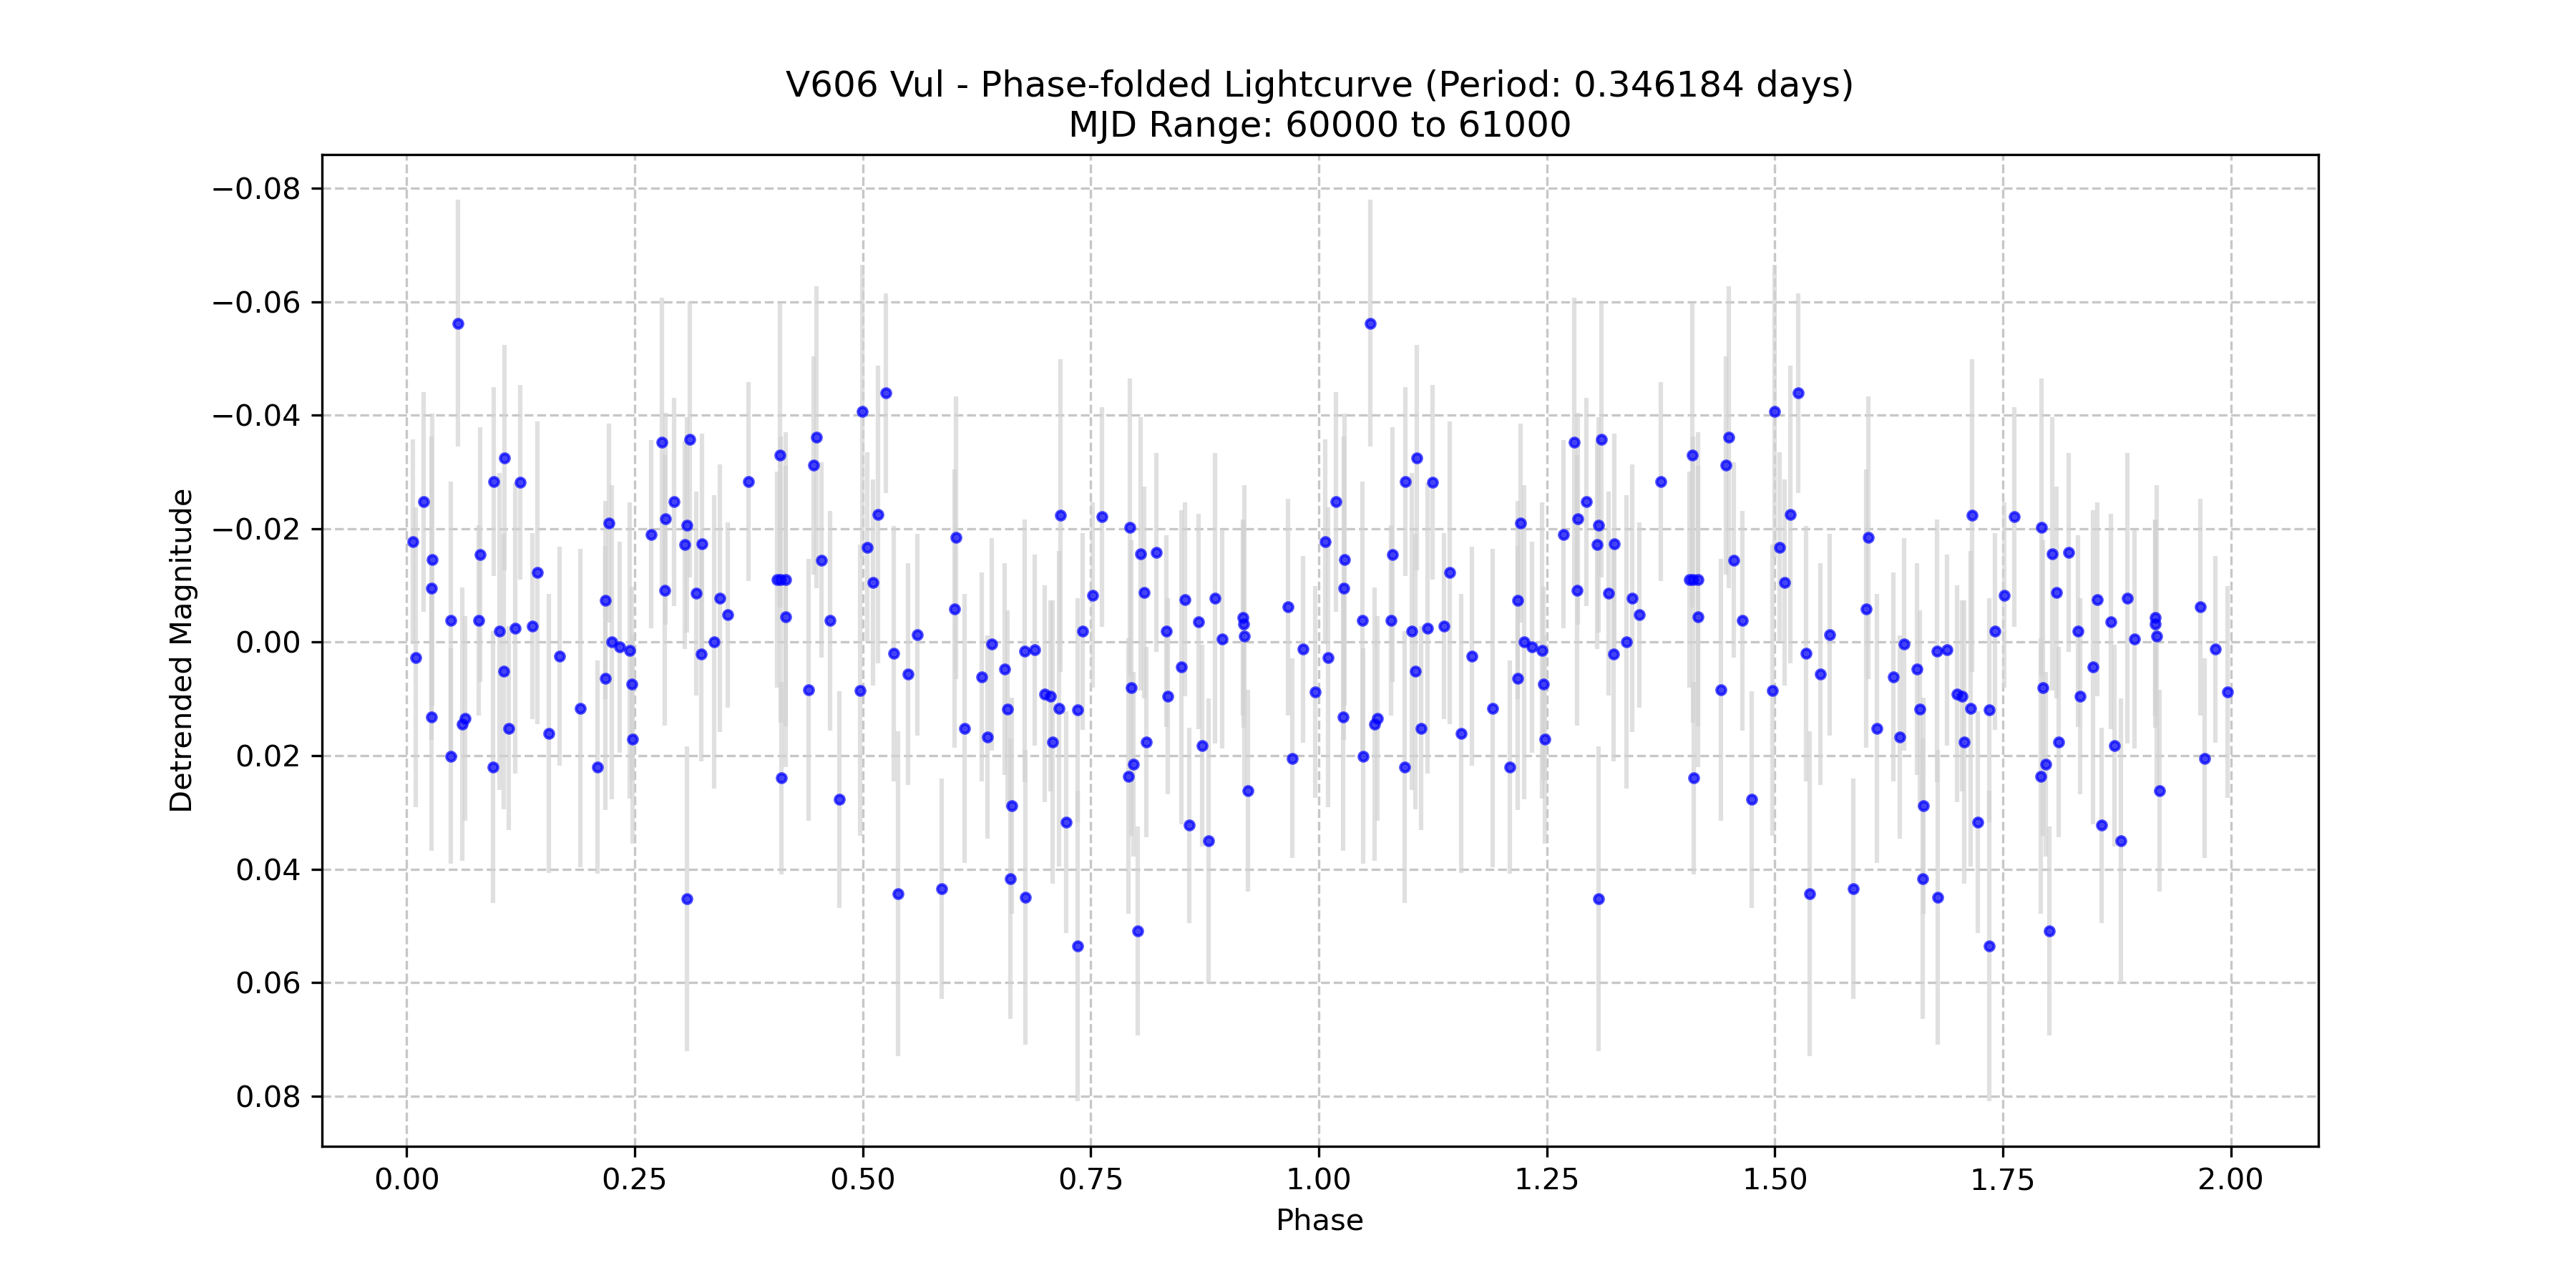 V606 Vul - Phase-folded Lightcurve (Period: 0.346184 days)
MJD Range: 60000 to 61000
Detrended Magnitude
−0.08
−0.06
−0.04
−0.02
0.00
0.02
0.04
0.06
0.08
0.00 0.25 0.50 0.75 1.00 1.25 1.50 1.75 2.00
Phase